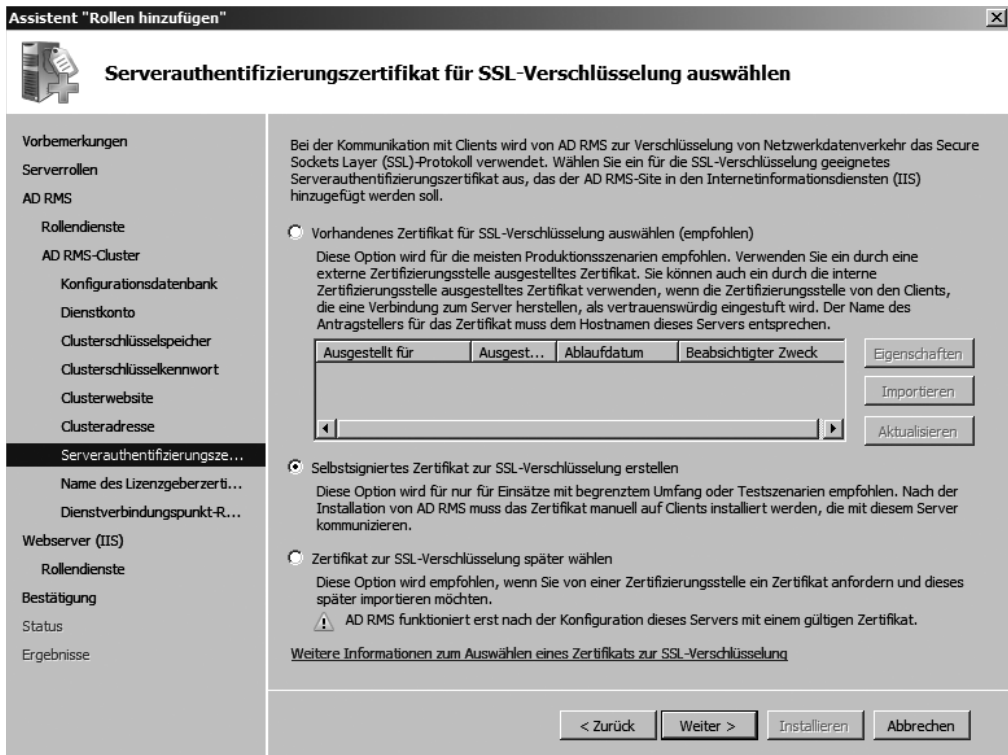 Assistent "Rollen hinzufügen"
Serverauthentifizierungszertifikat für SSL-Verschlüsselung auswählen
Vorbemerkungen
Serverrollen
AD RMS
Rollendienste
AD RMS-Cluster
Konfigurationsdatenbank
Dienstkonto
Clusterschlüsselspeicher
Clusterschlüsselkennwort
Clusterwebsite
Clusteradresse
Serverauthentifizierungsze...
Name des Lizenzgeberzerti...
Dienstverbindungspunkt-R...
Webserver (IIS)
Rollendienste
Bestätigung
Status
Ergebnisse
Bei der Kommunikation mit Clients wird von AD RMS zur Verschlüsselung von Netzwerkdatenverkehr das Secure
Sockets Layer (SSL)-Protokoll verwendet. Wählen Sie ein für die SSL-Verschlüsselung geeignetes
Serverauthentifizierungszertifikat aus, das der AD RMS-Site in den Internetinformationsdiensten (IIS)
hinzugefügt werden soll.
Vorhandenes Zertifikat für SSL-Verschlüsselung auswählen (empfohlen)
Diese Option wird für die meisten Produktionsszenarien empfohlen. Verwenden Sie ein durch eine
externe Zertifizierungsstelle ausgestelltes Zertifikat. Sie können auch ein durch die interne
Zertifizierungsstelle ausgestelltes Zertifikat verwenden, wenn die Zertifizierungsstelle von den Clients,
die eine Verbindung zum Server herstellen, als vertrauenswürdig eingestuft wird. Der Name des
Antragstellers für das Zertifikat muss dem Hostnamen dieses Servers entsprechen.
Ausgestellt für Ausgest... Ablaufdatum Beabsichtigter Zweck
Eigenschaften
Importieren
Aktualisieren
Selbstsigniertes Zertifikat zur SSL-Verschlüsselung erstellen
Diese Option wird für nur für Einsätze mit begrenztem Umfang oder Testszenarien empfohlen. Nach der
Installation von AD RMS muss das Zertifikat manuell auf Clients installiert werden, die mit diesem Server
kommunizieren.
Zertifikat zur SSL-Verschlüsselung später wählen
Diese Option wird empfohlen, wenn Sie von einer Zertifizierungsstelle ein Zertifikat anfordern und dieses
später importieren möchten.
AD RMS funktioniert erst nach der Konfiguration dieses Servers mit einem gültigen Zertifikat.
Weitere Informationen zum Auswählen eines Zertifikats zur SSL-Verschlüsselung
< Zurück Weiter > Installieren Abbrechen